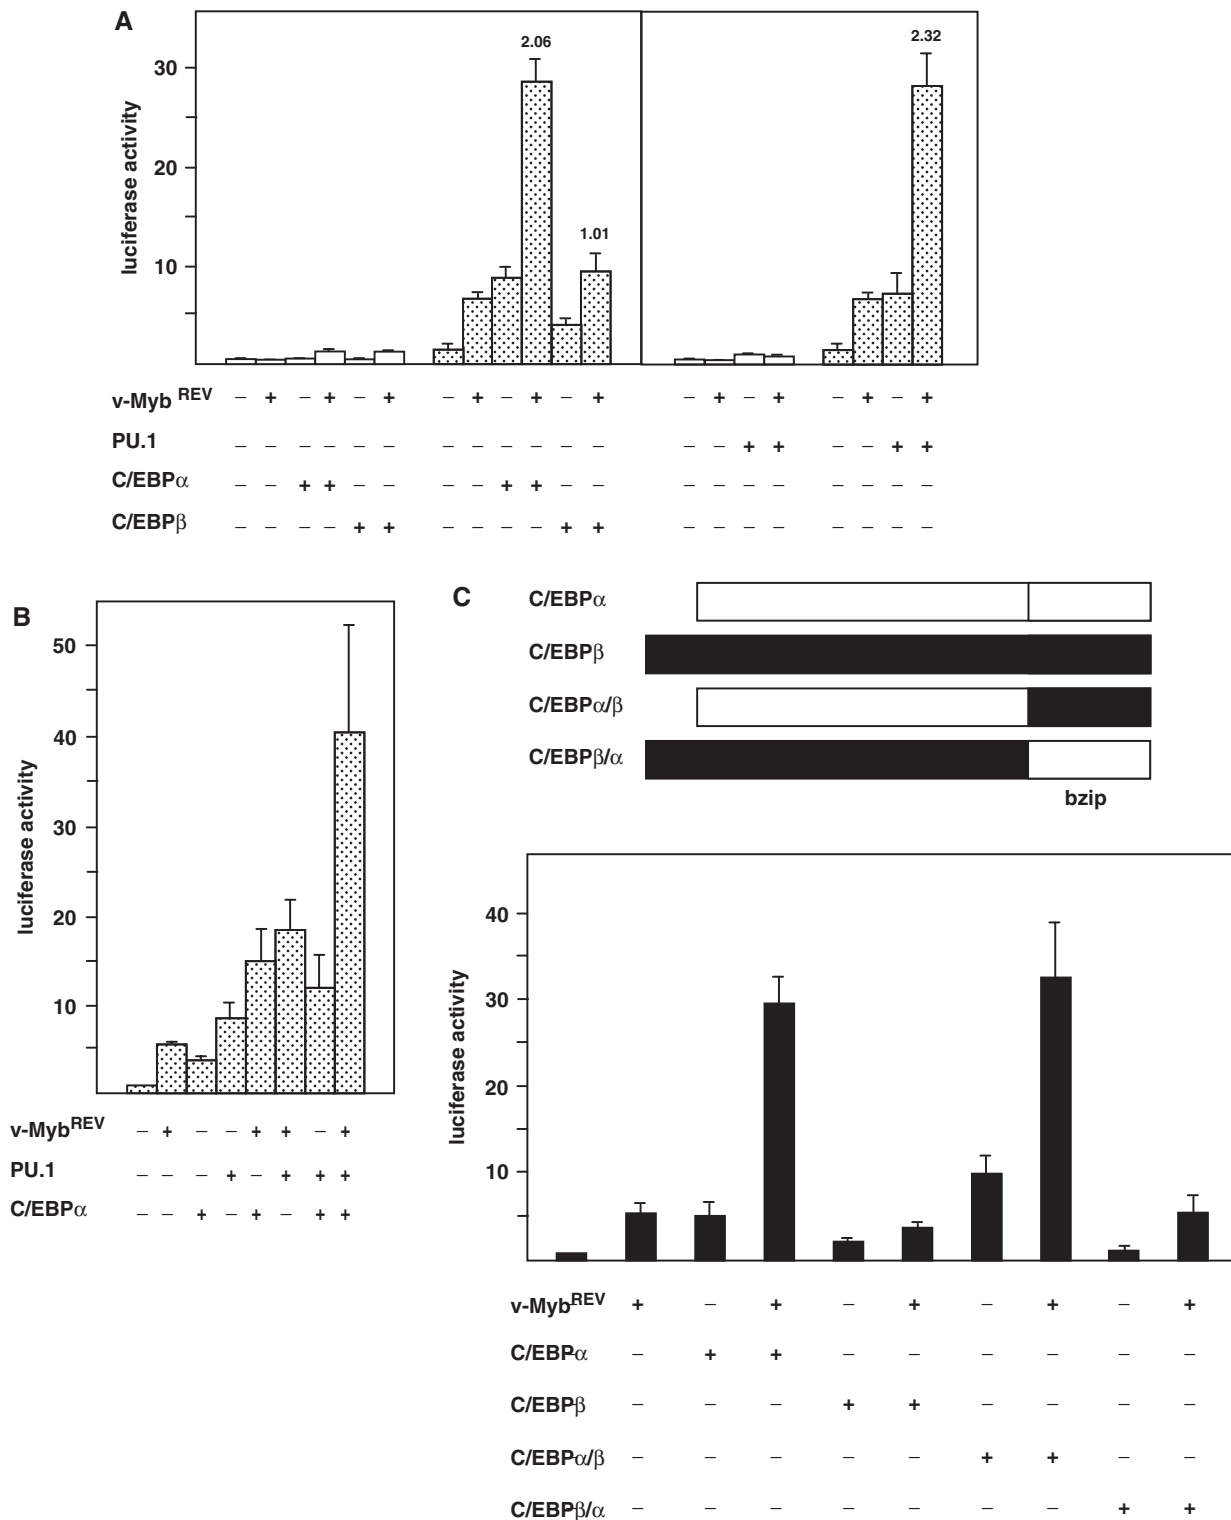 A
2.06
1.01
2.32
30
20
10
luciferase activity
v-Myb REV – + – + – + – + – + – + – + – + – + – +
PU.1 – – – – – – – – – – – – – – + + – – + +
C/EBPα – – + + – – – – + + – – – – – – – – – –
C/EBPβ – – – – + + – – – – + + – – – – – – – –
B
50
40
30
20
10
luciferase activity
v-MybREV – + – – + + – +
PU.1 – – – + – + + +
C/EBPα – – + – + – + +
C
C/EBPα
C/EBPβ
C/EBPα/β
C/EBPβ/α
bzip
40
30
20
10
luciferase activity
v-MybREV – + – + – + – + – +
C/EBPα – – + + – – – – – –
C/EBPβ – – – – + + – – – –
C/EBPα/β – – – – – – + + – –
C/EBPβ/α – – – – – – – – + +